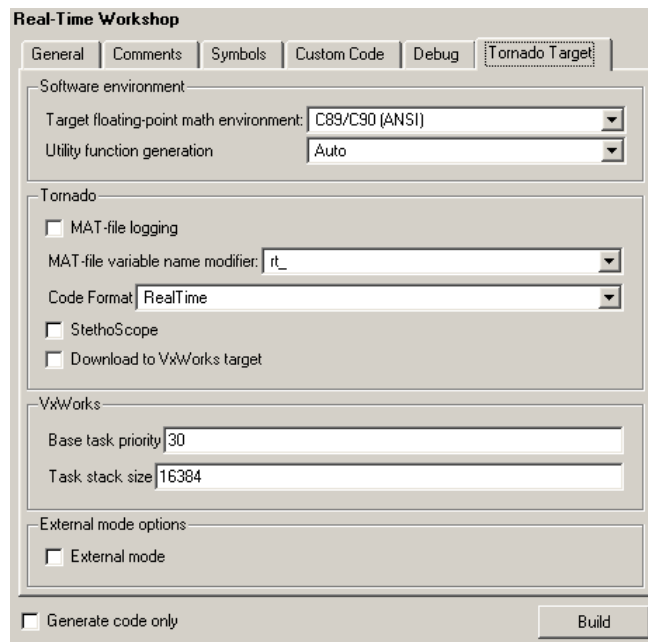 Real-Time Workshop
General Comments Symbols Custom Code Debug Tornado Target
Software environment
Target floating-point math environment: C89/C90 (ANSI)
Utility function generation Auto
Tornado
MAT-file logging
MAT-file variable name modifier: rt_
Code Format RealTime
StethoScope
Download to VxWorks target
VxWorks
Base task priority 30
Task stack size 16384
External mode options
External mode
Generate code only Build